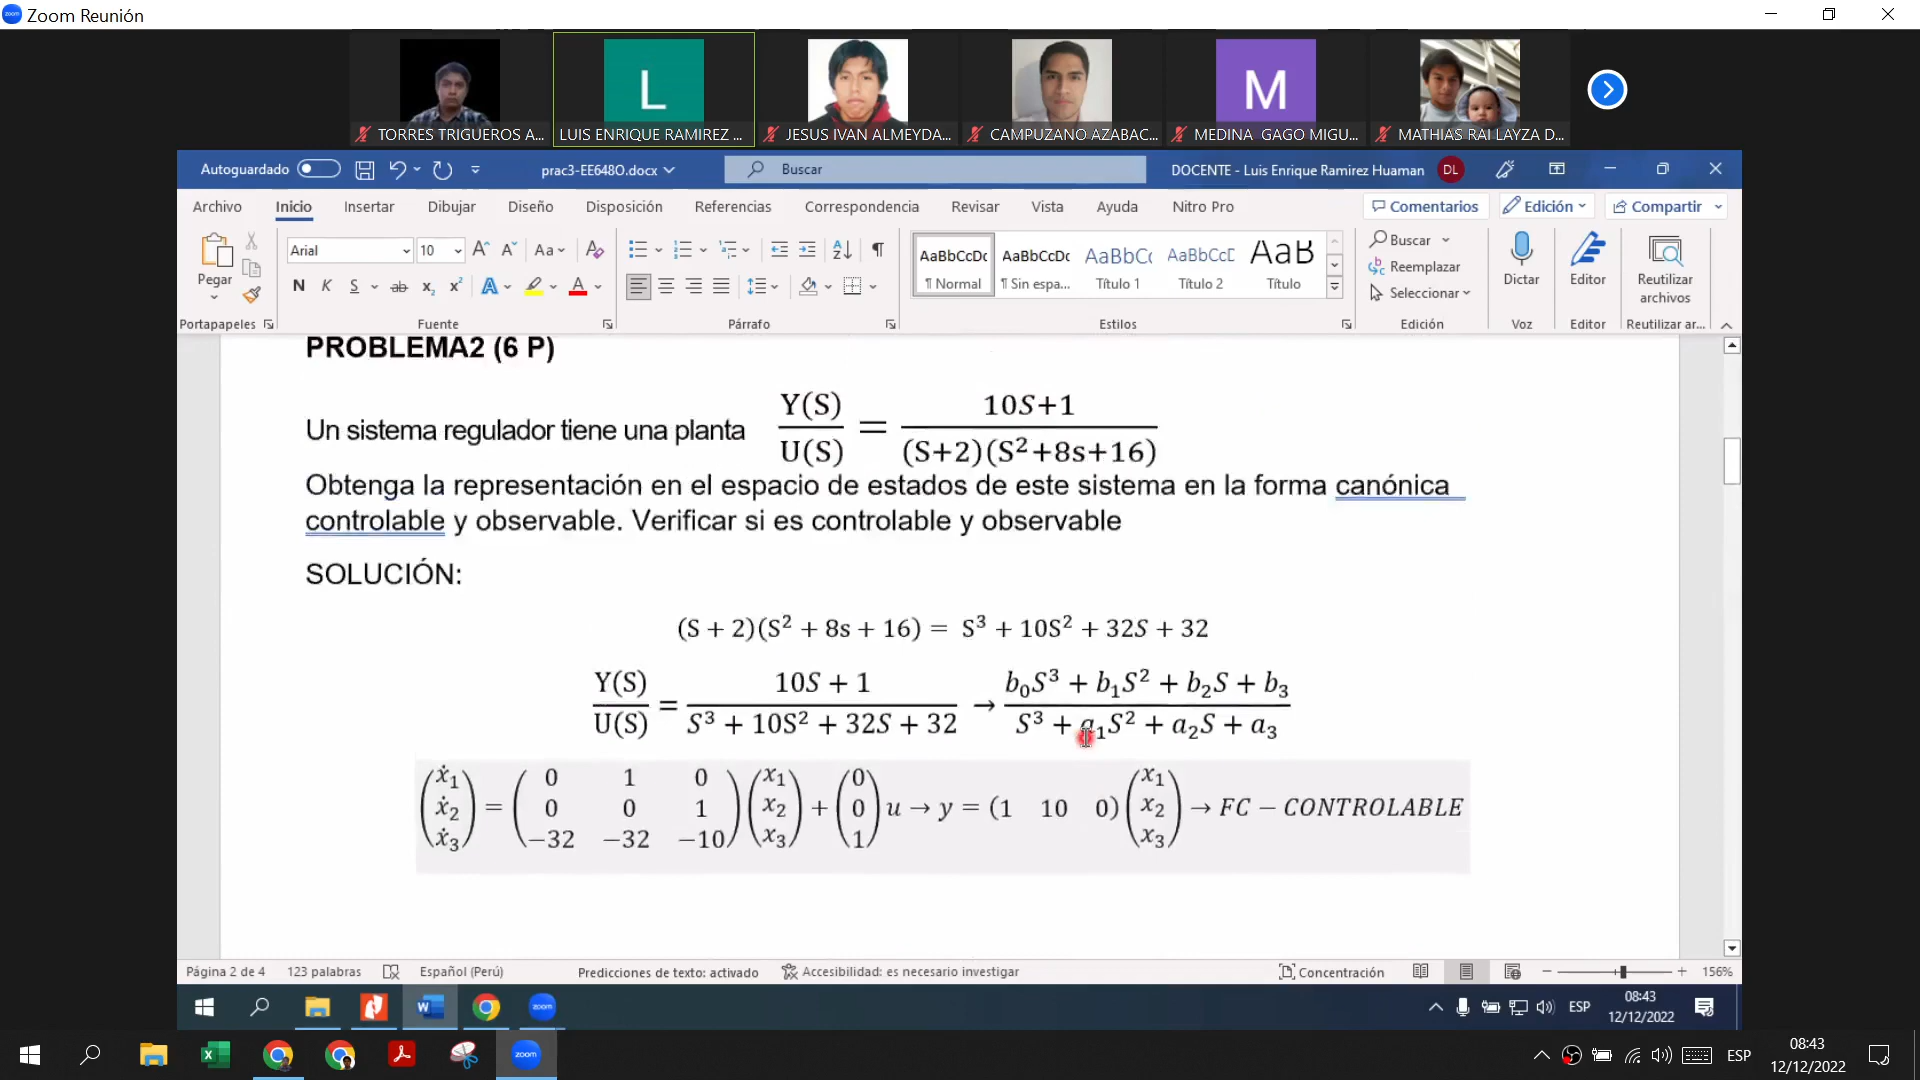 Zoom Reunión
TORRES TRIGUEROS A...
L
LUIS ENRIQUE RAMIREZ ...
JESUS IVAN ALMEYDA...
CAMPUZANO AZABAC...
M
MEDINA GAGO MIGU...
MATHIAS RAI LAYZA D...
Autoguardado
prac3-EE648O.docx
Buscar
DOCENTE - Luis Enrique Ramirez Huaman
DL
Archivo Inicio Insertar Dibujar Diseño Disposición Referencias Correspondencia Revisar Vista Ayuda Nitro Pro
Comentarios Edición Compartir
Pegar
Arial 10 A^ A˅ Aa
N K S ab x₂ x² A A
AaBbCcDc AaBbCcDc AaBbCc AaBbCcD AaB
¶ Normal ¶ Sin espa... Título 1 Título 2 Título
Buscar
Reemplazar
Seleccionar
Dictar
Editor
Reutilizar
archivos
Portapapeles Fuente Párrafo Estilos Edición Voz Editor Reutilizar ar...
PROBLEMA2 (6 P)
Un sistema regulador tiene una planta Y(S)/U(S) = 10S+1/(S+2)(S²+8s+16)
Obtenga la representación en el espacio de estados de este sistema en la forma canónica
controlable y observable. Verificar si es controlable y observable
SOLUCIÓN:
(S + 2)(S² + 8s + 16) = S³ + 10S² + 32S + 32
Y(S)/U(S) = 10S + 1/S³ + 10S² + 32S + 32 → b₀S³ + b₁S² + b₂S + b₃/S³ + a₁S² + a₂S + a₃
(ẋ₁ ẋ₂ ẋ₃) = (0 1 0 0 0 1 −32 −32 −10) (x₁ x₂ x₃) + (0 0 1) u → y = (1 10 0) (x₁ x₂ x₃) → FC − CONTROLABLE
Página 2 de 4 123 palabras Español (Perú) Predicciones de texto: activado Accesibilidad: es necesario investigar Concentración 156%
zoom
ESP
08:43
12/12/2022
zoom
ESP
08:43
12/12/2022